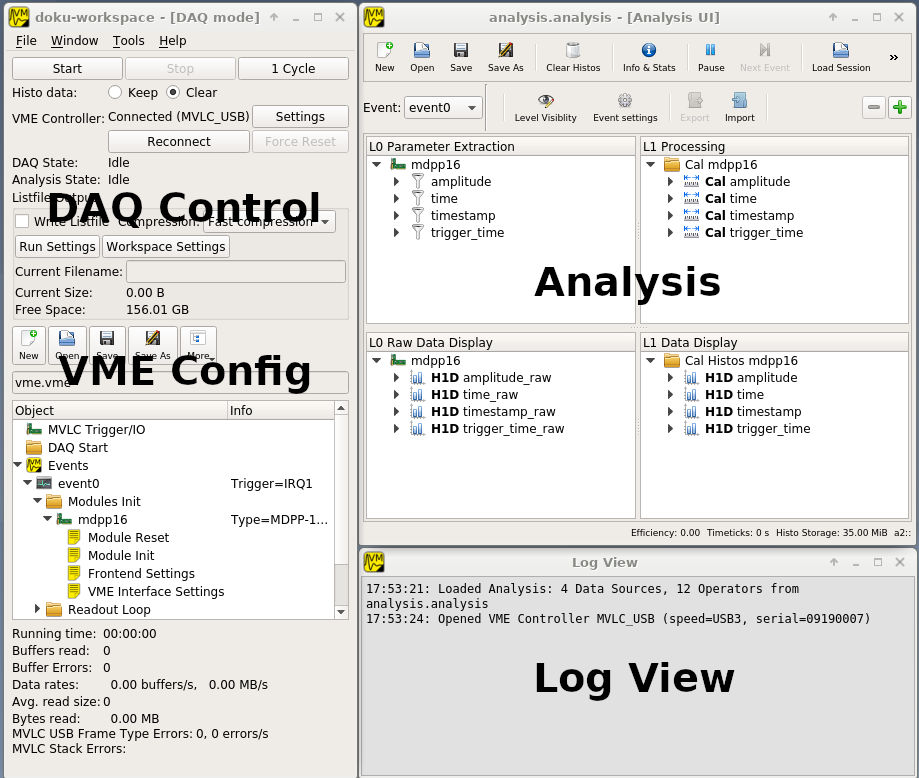 doku-workspace - [DAQ mode]
File Window Tools Help
Start Stop 1 Cycle
Histo data: Keep Clear
VME Controller: Connected (MVLC_USB) Settings
Reconnect Force Reset
DAQ State: Idle
Analysis State: Idle
Listfile Output
DAQ Control
Write Listfile Compression: Fast compression
Run Settings Workspace Settings
Current Filename:
Current Size: 0.00 B
Free Space: 156.01 GB
New Open Save Save As More
VME Config
vme.vme
Object Info
MVLC Trigger/IO
DAQ Start
Events
event0 Trigger=IRQ1
Modules Init
mdpp16 Type=MDPP-1...
Module Reset
Module Init
Frontend Settings
VME Interface Settings
Readout Loop
Running time: 00:00:00
Buffers read: 0
Buffer Errors: 0
Data rates: 0.00 buffers/s, 0.00 MB/s
Avg. read size: 0
Bytes read: 0.00 MB
MVLC USB Frame Type Errors: 0, 0 errors/s
MVLC Stack Errors:
analysis.analysis - [Analysis UI]
New Open Save Save As Clear Histos Info & Stats Pause Next Event Load Session »
Event: event0 Level Visiblity Event settings Export Import
L0 Parameter Extraction
mdpp16
amplitude
time
timestamp
trigger_time
L1 Processing
Cal mdpp16
Cal amplitude
Cal time
Cal timestamp
Cal trigger_time
Analysis
L0 Raw Data Display
mdpp16
H1D amplitude_raw
H1D time_raw
H1D timestamp_raw
H1D trigger_time_raw
L1 Data Display
Cal Histos mdpp16
H1D amplitude
H1D time
H1D timestamp
H1D trigger_time
Efficiency: 0.00 Timeticks: 0 s Histo Storage: 35.00 MiB a2::
Log View
17:53:21: Loaded Analysis: 4 Data Sources, 12 Operators from
analysis.analysis
17:53:24: Opened VME Controller MVLC_USB (speed=USB3, serial=09190007)
Log View